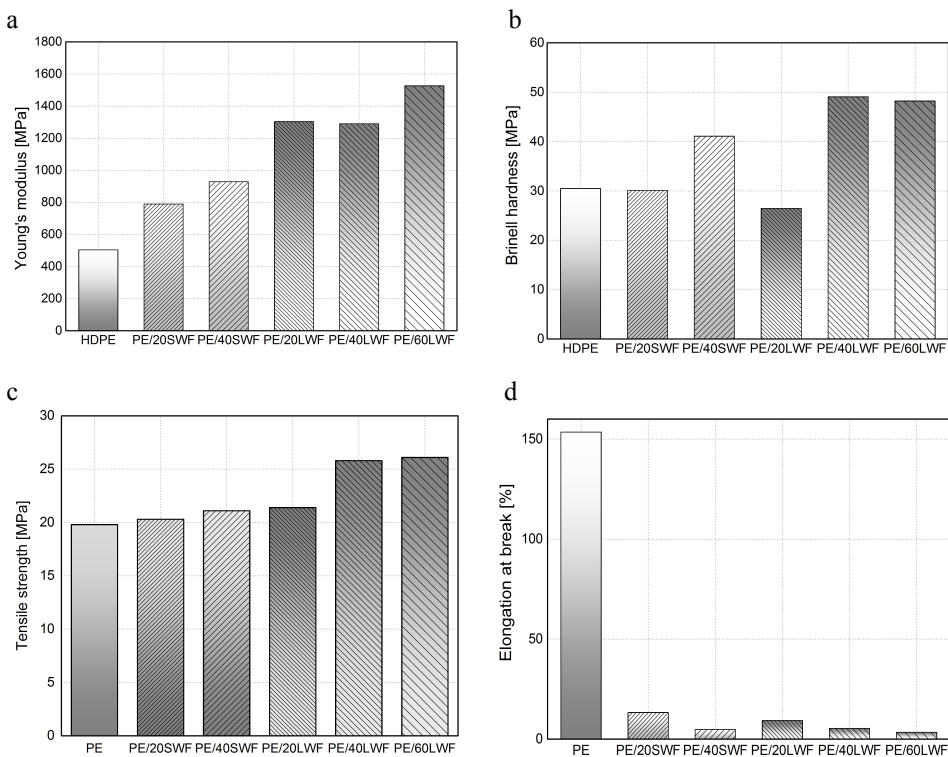 a
Young's modulus [MPa]
1800
1600
1400
1200
1000
800
600
400
200
0
HDPE PE/20SWF PE/40SWF PE/20LWF PE/40LWF PE/60LWF
b
Brinell hardness [MPa]
60
50
40
30
20
10
0
HDPE PE/20SWF PE/40SWF PE/20LWF PE/40LWF PE/60LWF
c
Tensile strength [MPa]
30
25
20
15
10
5
0
PE PE/20SWF PE/40SWF PE/20LWF PE/40LWF PE/60LWF
d
Elongation at break [%]
150
100
50
0
PE PE/20SWF PE/40SWF PE/20LWF PE/40LWF PE/60LWF